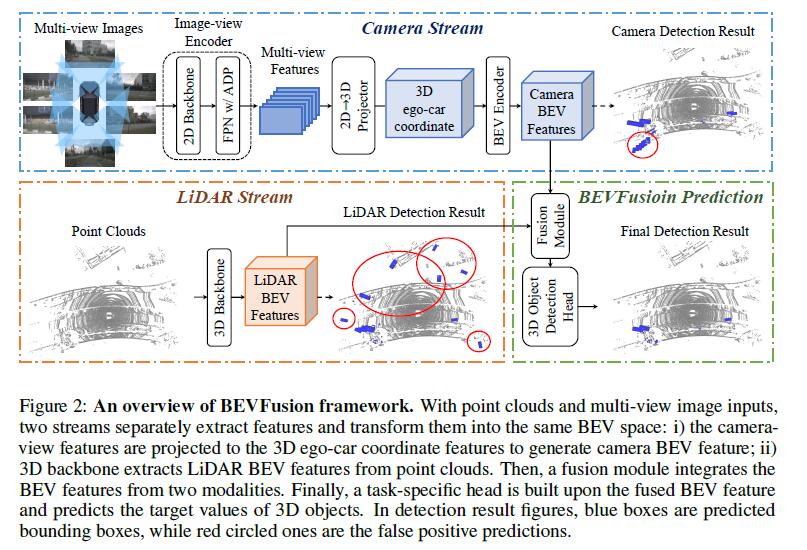 Multi-view Images
Image-view
Encoder
Camera Stream
Camera Detection Result
2D Backbone
FPN w/ ADP
Multi-view
Features
2D→3D
Projector
3D
ego-car
coordinate
BEV Encoder
Camera
BEV
Features
LiDAR Stream
BEVFusioin Prediction
Point Clouds
3D Backbone
LiDAR
BEV
Features
LiDAR Detection Result
Fusion
Module
3D Object
Detection
Head
Final Detection Result
Figure 2: An overview of BEVFusion framework. With point clouds and multi-view image inputs,
two streams separately extract features and transform them into the same BEV space: i) the camera-
view features are projected to the 3D ego-car coordinate features to generate camera BEV feature; ii)
3D backbone extracts LiDAR BEV features from point clouds. Then, a fusion module integrates the
BEV features from two modalities. Finally, a task-specific head is built upon the fused BEV feature
and predicts the target values of 3D objects. In detection result figures, blue boxes are predicted
bounding boxes, while red circled ones are the false positive predictions.